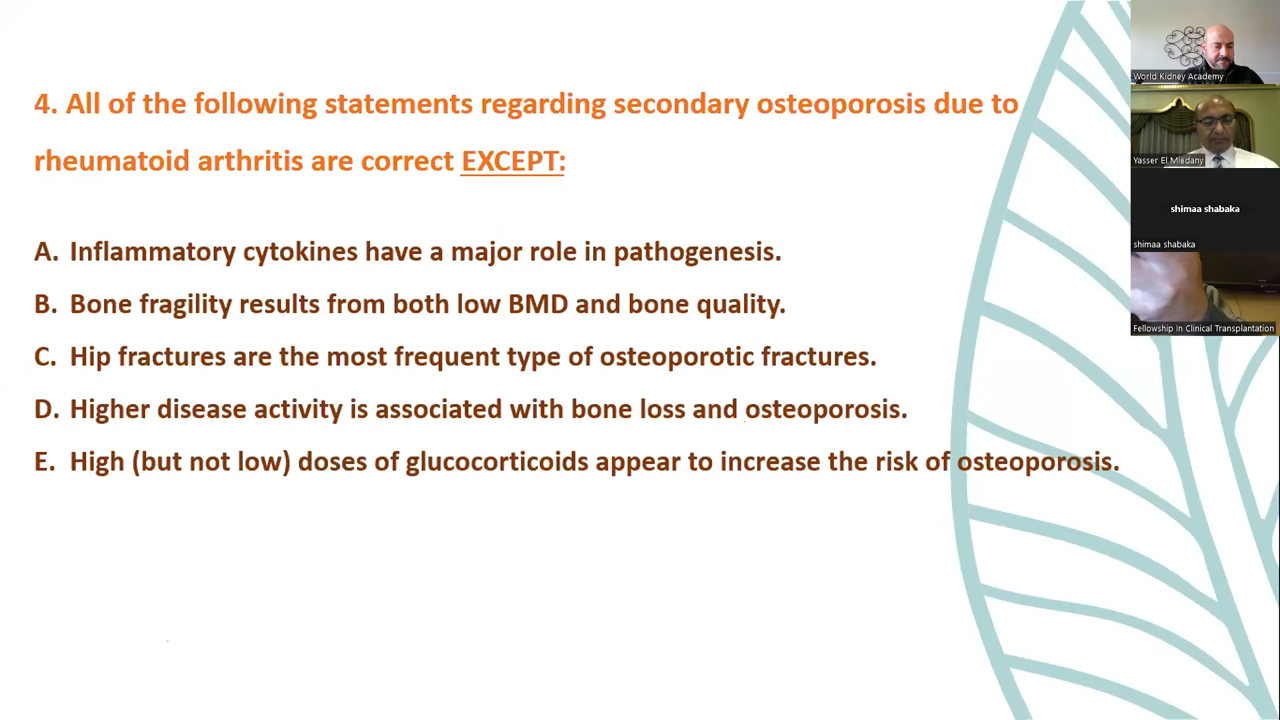 4. All of the following statements regarding secondary osteoporosis due to
rheumatoid arthritis are correct EXCEPT:
A. Inflammatory cytokines have a major role in pathogenesis.
B. Bone fragility results from both low BMD and bone quality.
C. Hip fractures are the most frequent type of osteoporotic fractures.
D. Higher disease activity is associated with bone loss and osteoporosis.
E. High (but not low) doses of glucocorticoids appear to increase the risk of osteoporosis.
World Kidney Academy
Yasser El Miedany
shimaa shabaka
shimaa shabaka
Fellowship In Clinical Transplantation